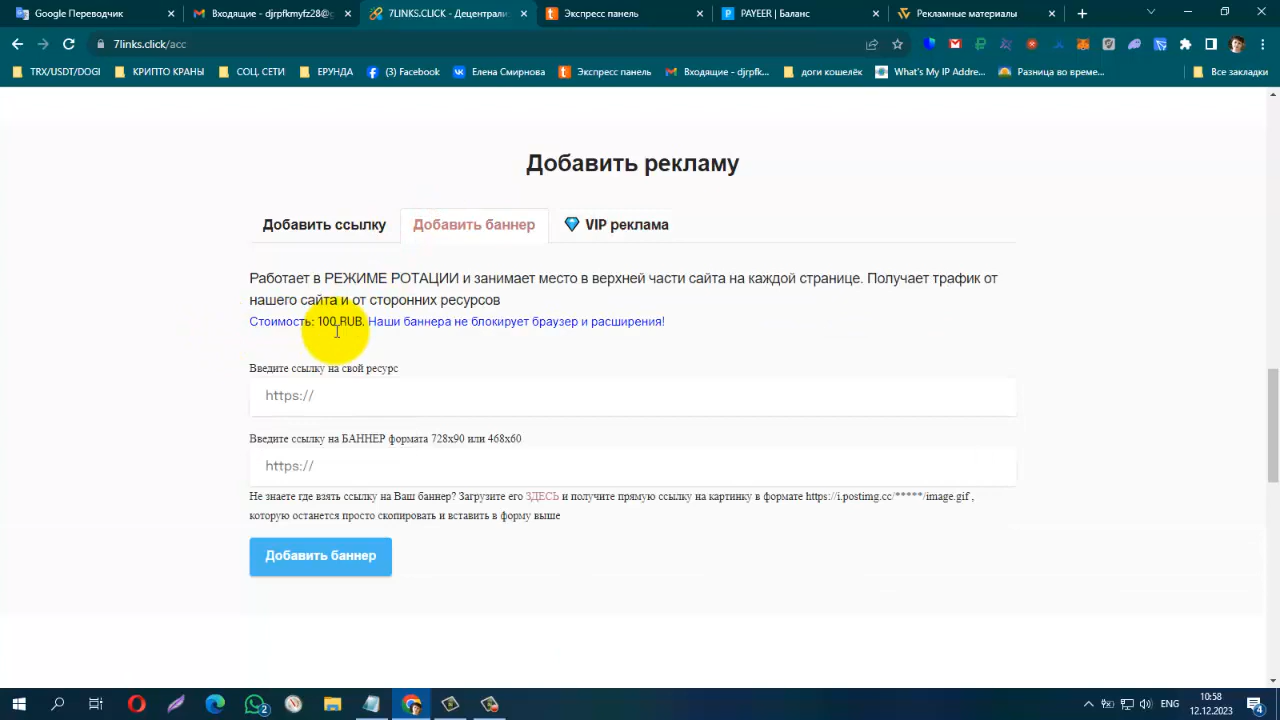 Google Переводчик
Входящие - djrpfkmyfz28@g
7LINKS.CLICK - Децентрали
Экспресс панель
PAYEER | Баланс
Рекламные материалы
7links.click/acc
TRX/USDT/DOGI
КРИПТО КРАНЫ
СОЦ. СЕТИ
ЕРУНДА
(3) Facebook
Елена Смирнова
Экспресс панель
Входящие - djrpfk...
доги кошелёк
What's My IP Addre...
Разница во време...
Все закладки
Добавить рекламу
Добавить ссылку
Добавить баннер
VIP реклама
Работает в РЕЖИМЕ РОТАЦИИ и занимает место в верхней части сайта на каждой странице. Получает трафик от
нашего сайта и от сторонних ресурсов
Стоимость: 100 RUB. Наши баннера не блокирует браузер и расширения!
Введите ссылку на свой ресурс
https://
Введите ссылку на БАННЕР формата 728x90 или 468x60
https://
Не знаете где взять ссылку на Ваш баннер? Загрузите его ЗДЕСЬ и получите прямую ссылку на картинку в формате https://i.postimg.cc/*****/image.gif ,
которую останется просто скопировать и вставить в форму выше
Добавить баннер
2
ENG
10:58
12.12.2023
4